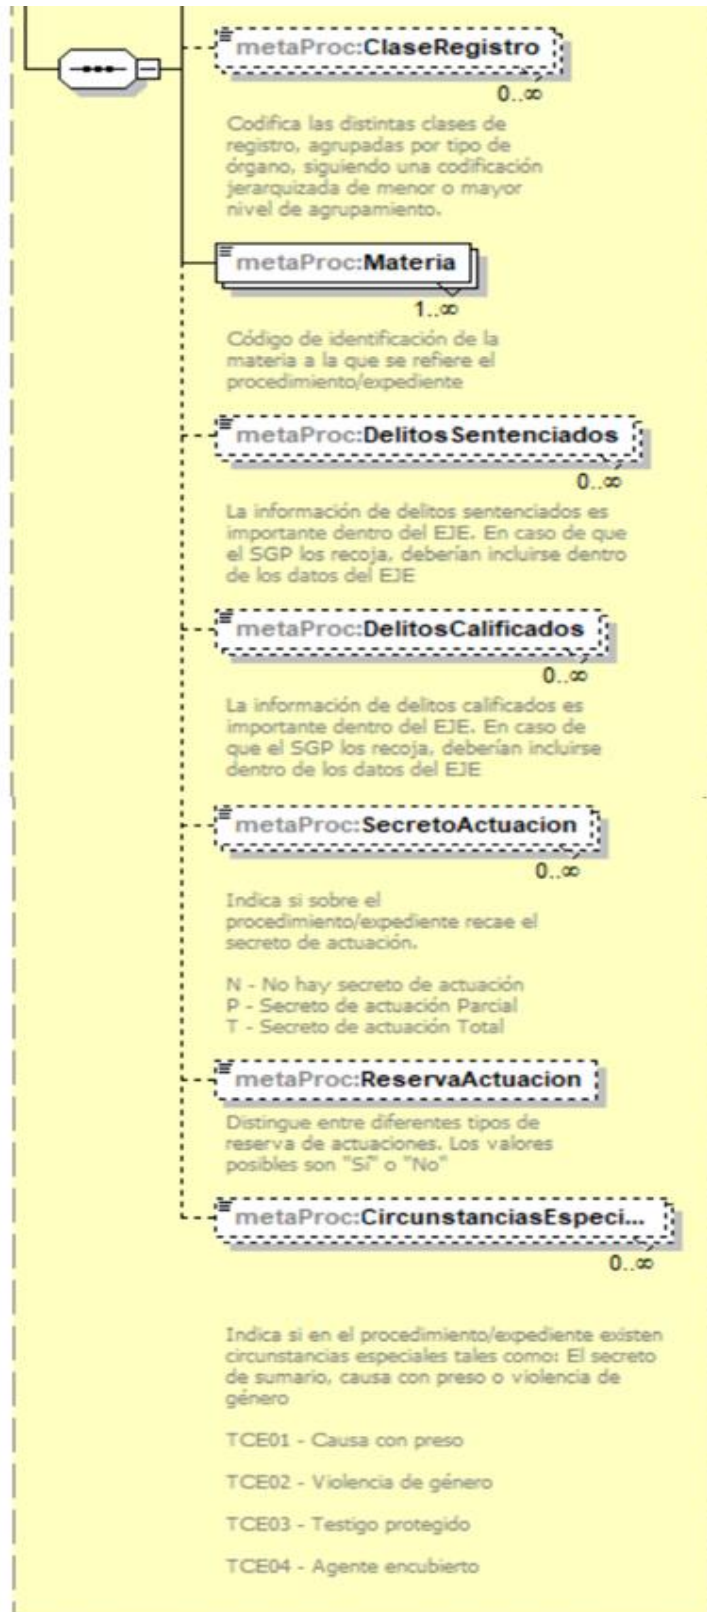 metaProc:ClaseRegistro
0..∞
Codifica las distintas clases de
registro, agrupadas por tipo de
órgano, siguiendo una codificación
jerarquizada de menor o mayor
nivel de agrupamiento.
metaProc:Materia
1..∞
Código de identificación de la
materia a la que se refiere el
procedimiento/expediente
metaProc:DelitosSentenciados
0..∞
La información de delitos sentenciados es
importante dentro del EJE. En caso de que
el SGP los recoja, deberían incluirse dentro
de los datos del EJE
metaProc:DelitosCalificados
0..∞
La información de delitos calificados es
importante dentro del EJE. En caso de
que el SGP los recoja, deberían incluirse
dentro de los datos del EJE
metaProc:SecretoActuacion
0..∞
Indica si sobre el
procedimiento/expediente recae el
secreto de actuación.
N - No hay secreto de actuación
P - Secreto de actuación Parcial
T - Secreto de actuación Total
metaProc:ReservaActuacion
Distingue entre diferentes tipos de
reserva de actuaciones. Los valores
posibles son "Sí" o "No"
metaProc:CircunstanciasEspeci...
0..∞
Indica si en el procedimiento/expediente existen
circunstancias especiales tales como: El secreto
de sumario, causa con preso o violencia de
género
TCE01 - Causa con preso
TCE02 - Violencia de género
TCE03 - Testigo protegido
TCE04 - Agente encubierto